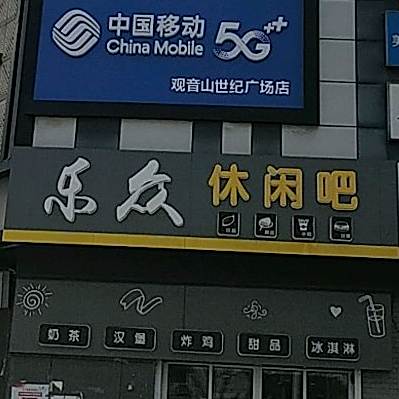 中国移动
China Mobile
5G++
观音山世纪广场店
乐众 休闲吧
奶茶 汉堡 炸鸡 甜品 冰淇淋